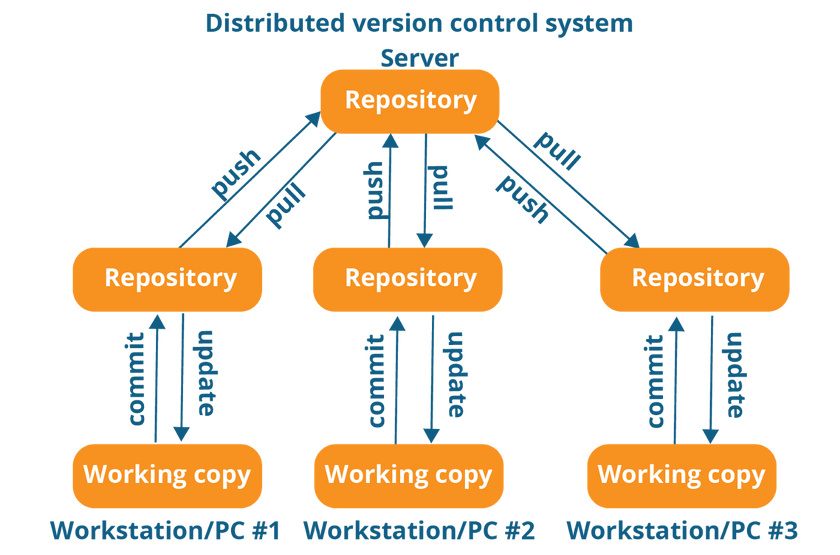 Distributed version control system
Server
Repository
push
pull
push
pull
push
pull
Repository
Repository
Repository
commit
update
commit
update
commit
update
Working copy
Working copy
Working copy
Workstation/PC #1
Workstation/PC #2
Workstation/PC #3